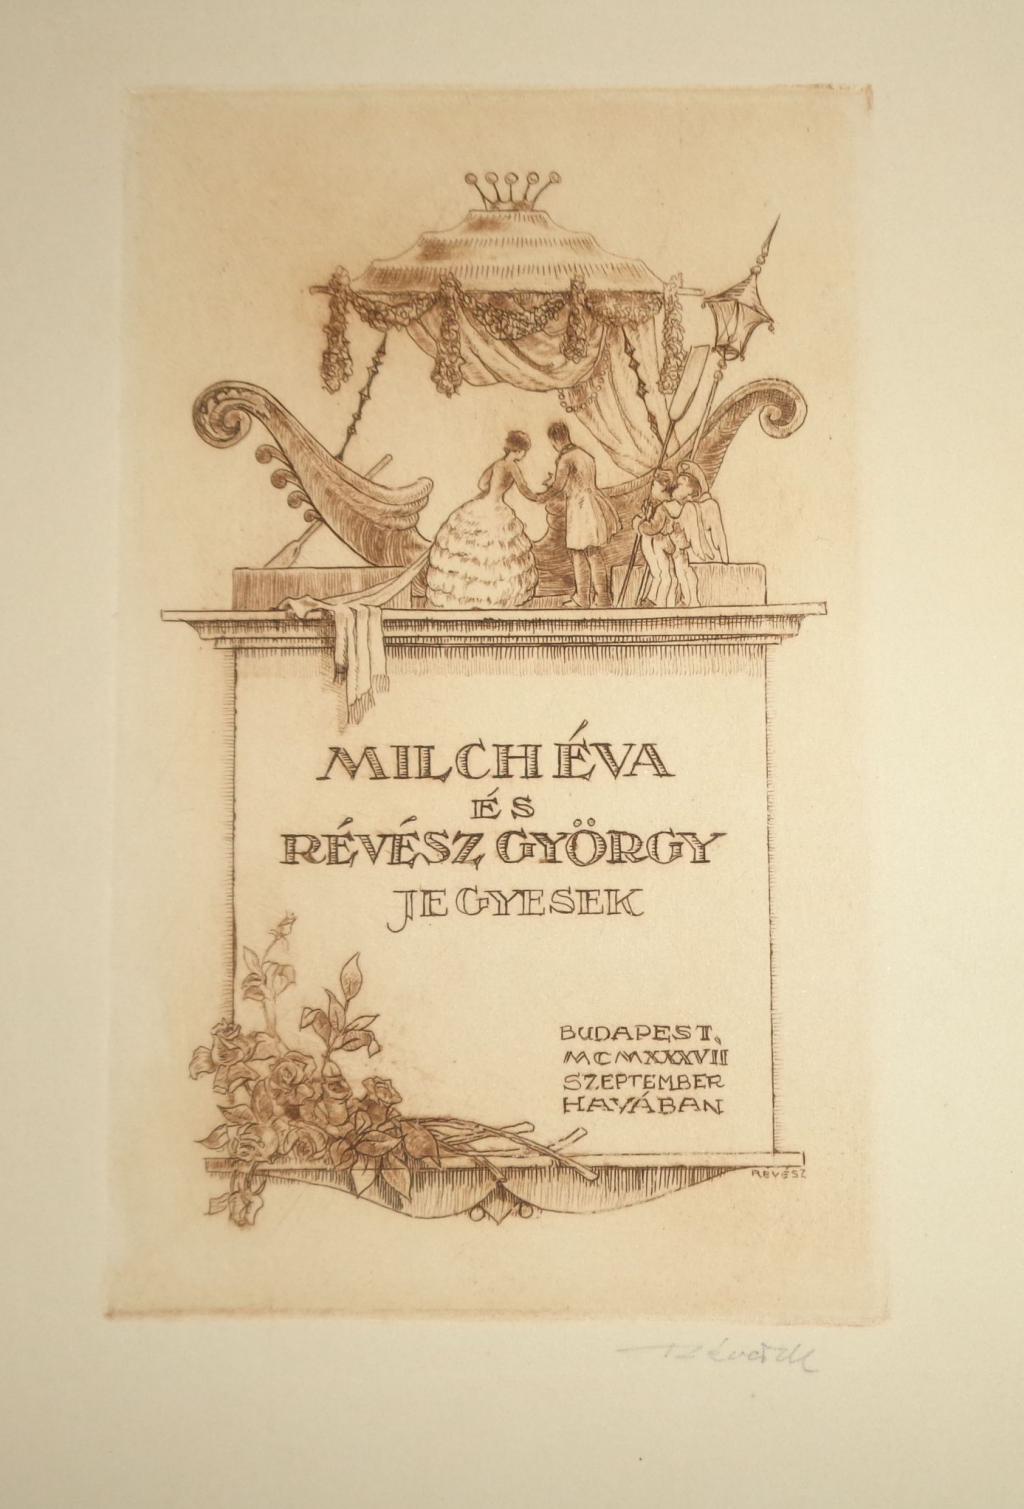 MILCH ÉVA
ÉS
RÉVÉSZ GYÖRGY
JEGYESEK
BUDAPEST,
MCMXXXVII
SZEPTEMBER
HAVÁBAN
RÉVÉSZ